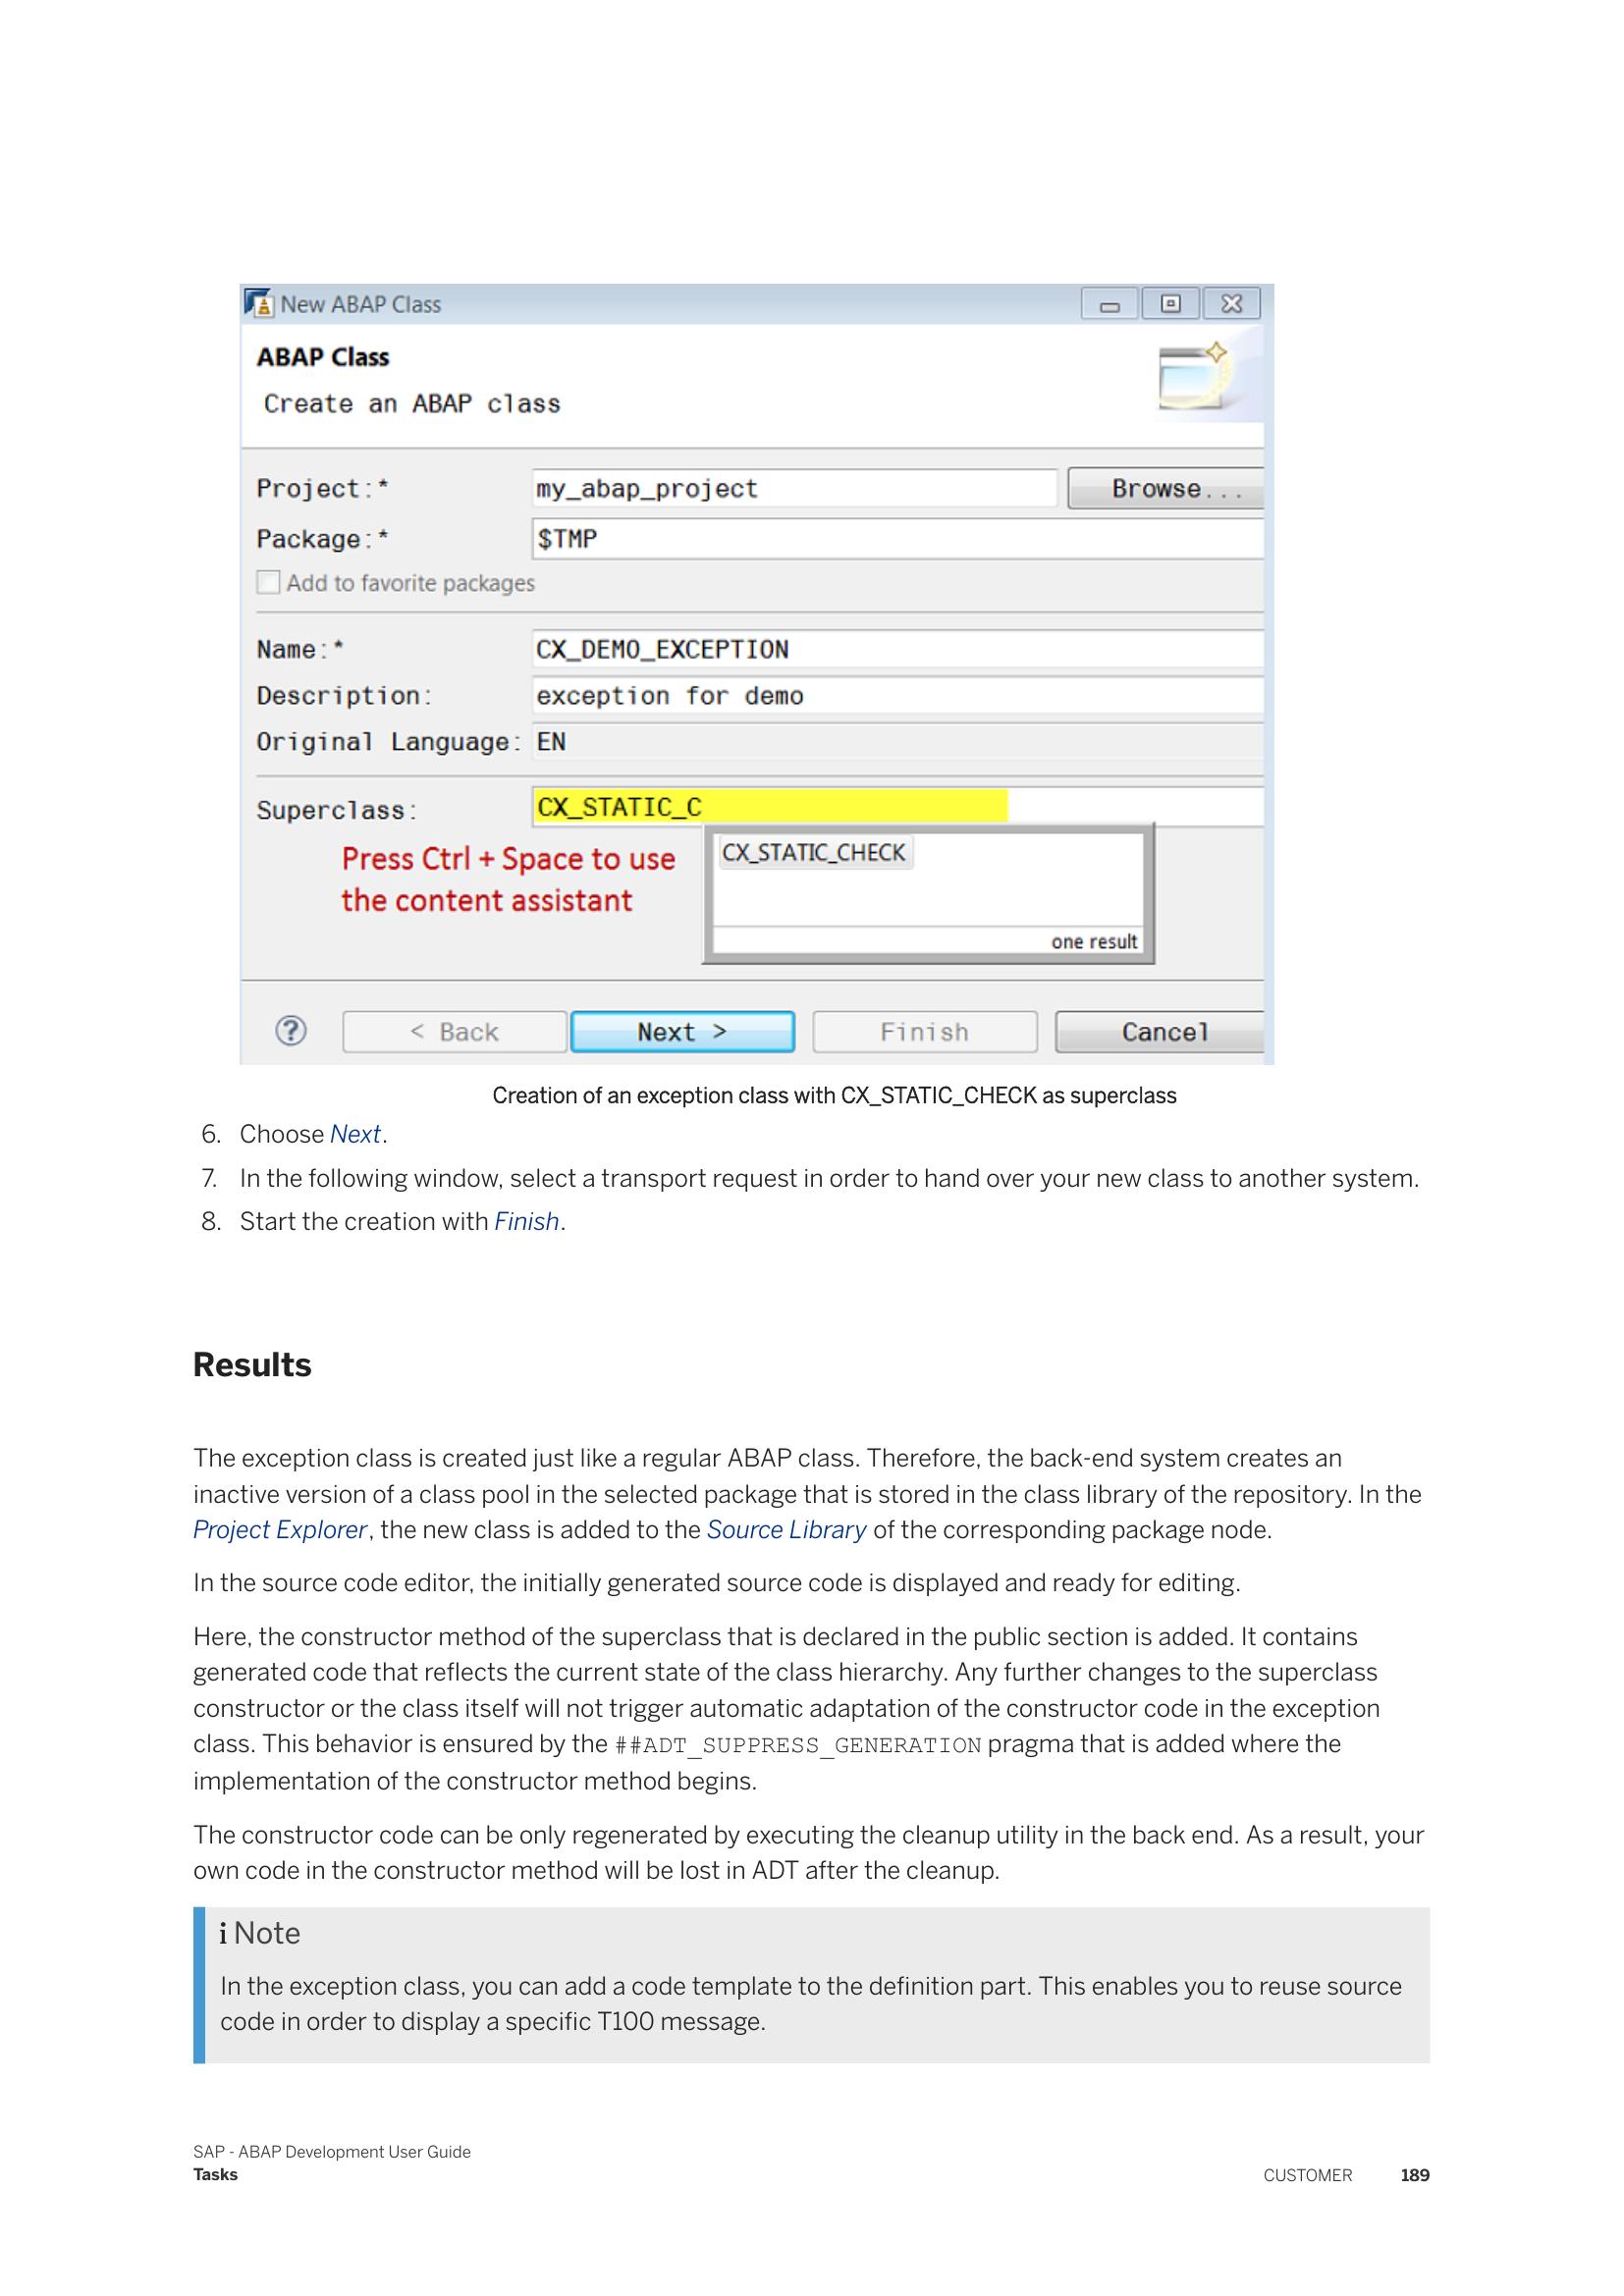 New ABAP Class
ABAP Class
Create an ABAP class
Project:* my_abap_project Browse...
Package:* $TMP
Add to favorite packages
Name:* CX_DEMO_EXCEPTION
Description: exception for demo
Original Language: EN
Superclass: CX_STATIC_C
CX_STATIC_CHECK
Press Ctrl + Space to use
the content assistant
one result
? < Back Next > Finish Cancel
Creation of an exception class with CX_STATIC_CHECK as superclass
6. Choose Next.
7. In the following window, select a transport request in order to hand over your new class to another system.
8. Start the creation with Finish.
Results
The exception class is created just like a regular ABAP class. Therefore, the back-end system creates an
inactive version of a class pool in the selected package that is stored in the class library of the repository. In the
Project Explorer, the new class is added to the Source Library of the corresponding package node.
In the source code editor, the initially generated source code is displayed and ready for editing.
Here, the constructor method of the superclass that is declared in the public section is added. It contains
generated code that reflects the current state of the class hierarchy. Any further changes to the superclass
constructor or the class itself will not trigger automatic adaptation of the constructor code in the exception
class. This behavior is ensured by the ##ADT_SUPPRESS_GENERATION pragma that is added where the
implementation of the constructor method begins.
The constructor code can be only regenerated by executing the cleanup utility in the back end. As a result, your
own code in the constructor method will be lost in ADT after the cleanup.
i Note
In the exception class, you can add a code template to the definition part. This enables you to reuse source
code in order to display a specific T100 message.
SAP - ABAP Development User Guide
Tasks CUSTOMER 189